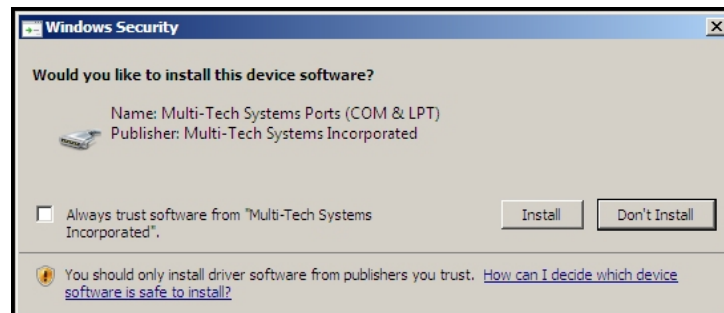 Windows Security
Would you like to install this device software?
Name: Multi-Tech Systems Ports (COM & LPT)
Publisher: Multi-Tech Systems Incorporated
Always trust software from "Multi-Tech Systems
Incorporated".
Install
Don't Install
You should only install driver software from publishers you trust. How can I decide which device
software is safe to install?